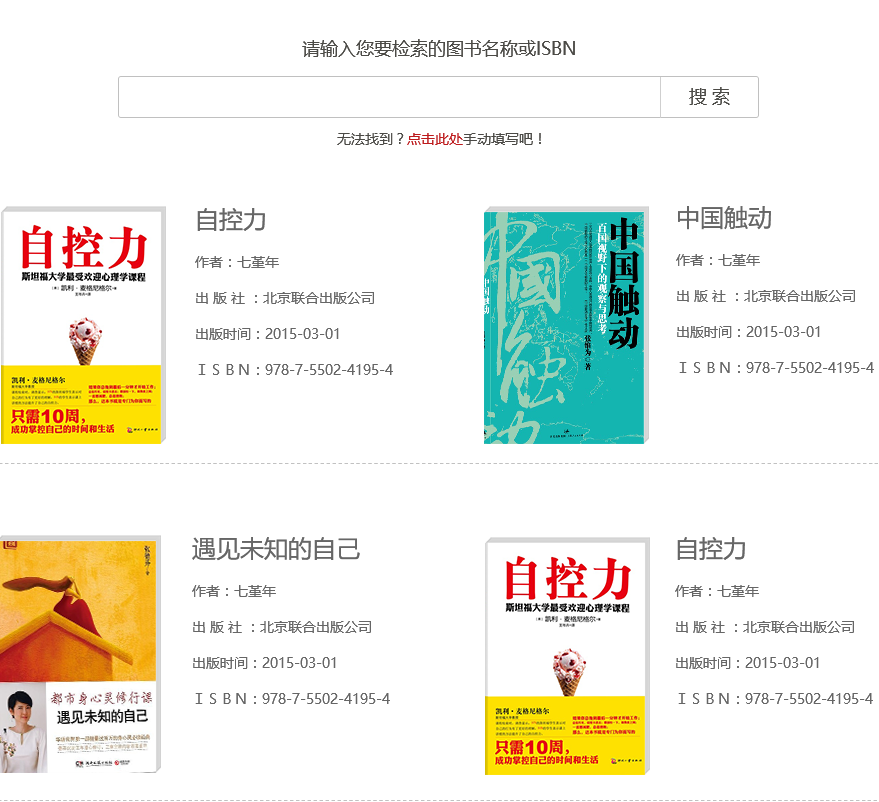 请输入您要检索的图书名称或ISBN
搜 索
无法找到？点击此处手动填写吧！
自控力
斯坦福大学最受欢迎心理学课程
凯利·麦格尼格尔
凯利·麦格尼格尔
只需10周，
成功掌控自己的时间和生活
自控力
作者：七堇年
出 版 社 ：北京联合出版公司
出版时间：2015-03-01
I S B N：978-7-5502-4195-4
中国触动
百国视野下的观察与思考
张维为 著
中国触动
中国触动
中国触动
作者：七堇年
出 版 社 ：北京联合出版公司
出版时间：2015-03-01
I S B N：978-7-5502-4195-4
张德芬
都市身心灵修行课
遇见未知的自己
遇见未知的自己
作者：七堇年
出 版 社 ：北京联合出版公司
出版时间：2015-03-01
I S B N：978-7-5502-4195-4
自控力
斯坦福大学最受欢迎心理学课程
凯利·麦格尼格尔
凯利·麦格尼格尔
只需10周，
成功掌控自己的时间和生活
自控力
作者：七堇年
出 版 社 ：北京联合出版公司
出版时间：2015-03-01
I S B N：978-7-5502-4195-4